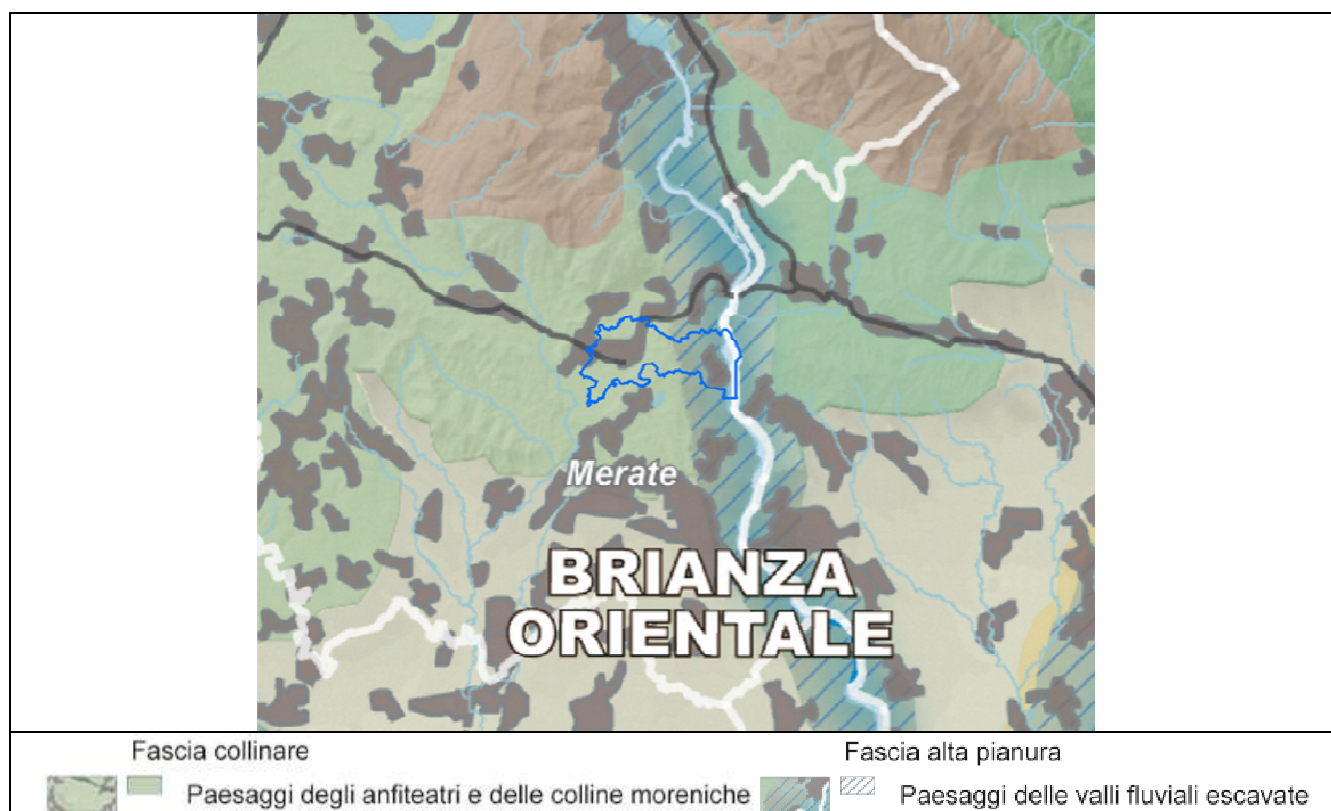 Merate
BRIANZA
ORIENTALE
Fascia collinare
Fascia alta pianura
Paesaggi degli anfiteatri e delle colline moreniche
Paesaggi delle valli fluviali escavate